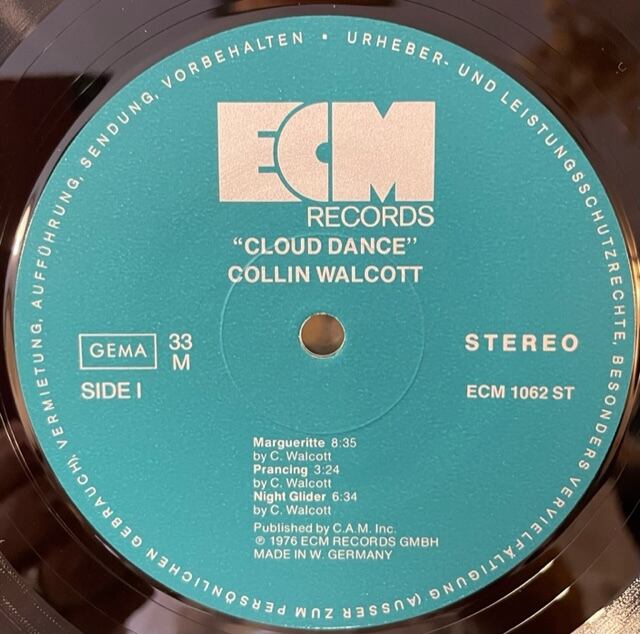 URHEBER- UND LEISTUNGSSCHUTZRECHTE, BESONDERS VERVIELFÄLTIGUNG (AUSSER ZUM PERSÖNLICHEN GEBRAUCH), VERMIETUNG, AUFFÜHRUNG, SENDUNG, VORBEHALTEN •
ECM
RECORDS
“CLOUD DANCE”
COLLIN WALCOTT
GEMA
33
M
STEREO
SIDE I
ECM 1062 ST
Margueritte 8:35
by C. Walcott
Prancing 3:24
by C. Walcott
Night Glider 6:34
by C. Walcott
Published by C.A.M. Inc.
℗ 1976 ECM RECORDS GMBH
MADE IN W. GERMANY